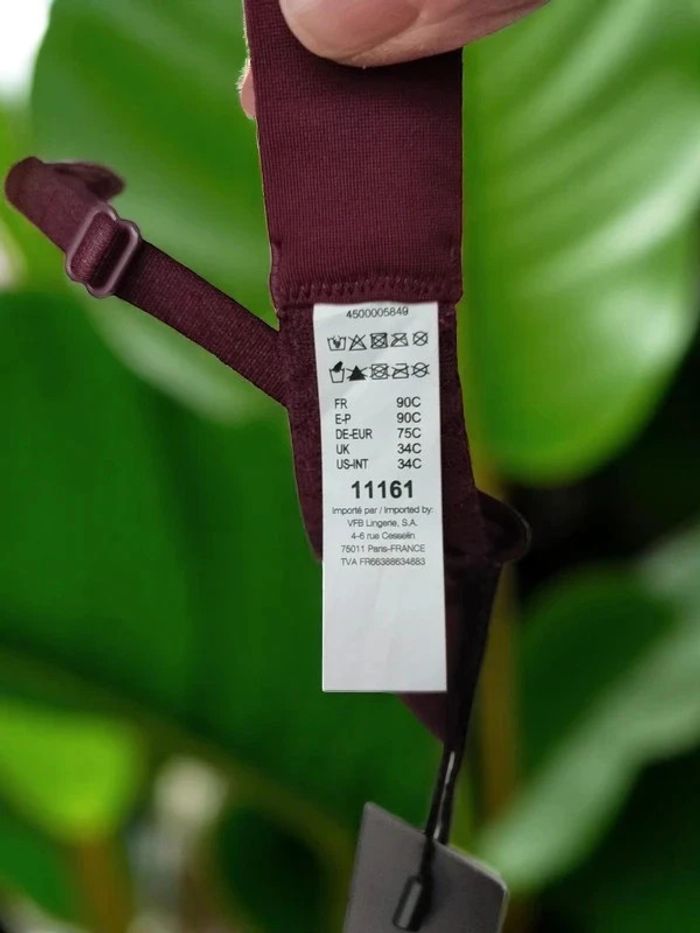 4500005849
FR 90C
E-P 90C
DE-EUR 75C
UK 34C
US-INT 34C
11161
Importé par / Imported by:
VFB Lingerie, S.A.
4-6 rue Cesselin
75011 Paris-FRANCE
TVA FR66388634883